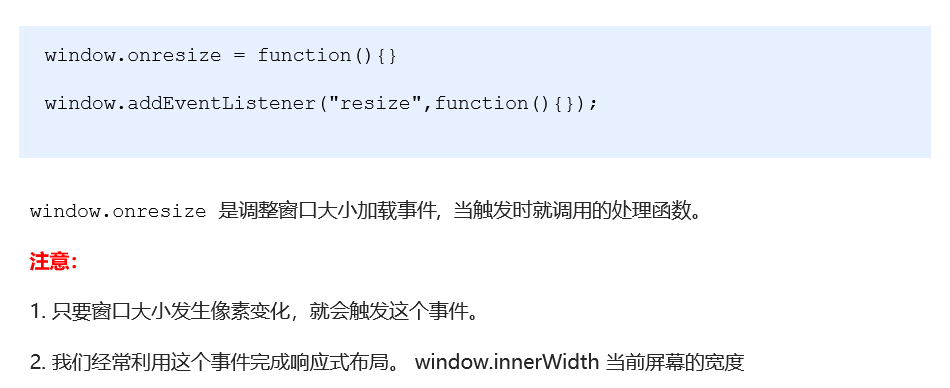 window.onresize = function(){}
window.addEventListener("resize",function(){});
window.onresize 是调整窗口大小加载事件, 当触发时就调用的处理函数。
注意：
1. 只要窗口大小发生像素变化，就会触发这个事件。
2. 我们经常利用这个事件完成响应式布局。 window.innerWidth 当前屏幕的宽度